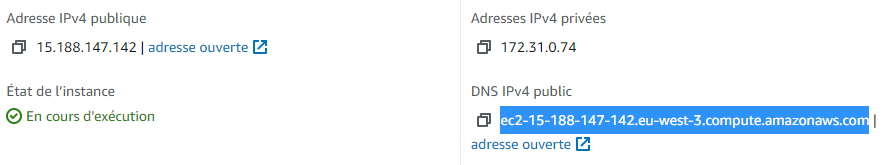 Adresse IPv4 publique
15.188.147.142 | adresse ouverte
Adresses IPv4 privées
172.31.0.74
État de l'instance
En cours d'exécution
DNS IPv4 public
ec2-15-188-147-142.eu-west-3.compute.amazonaws.com |
adresse ouverte